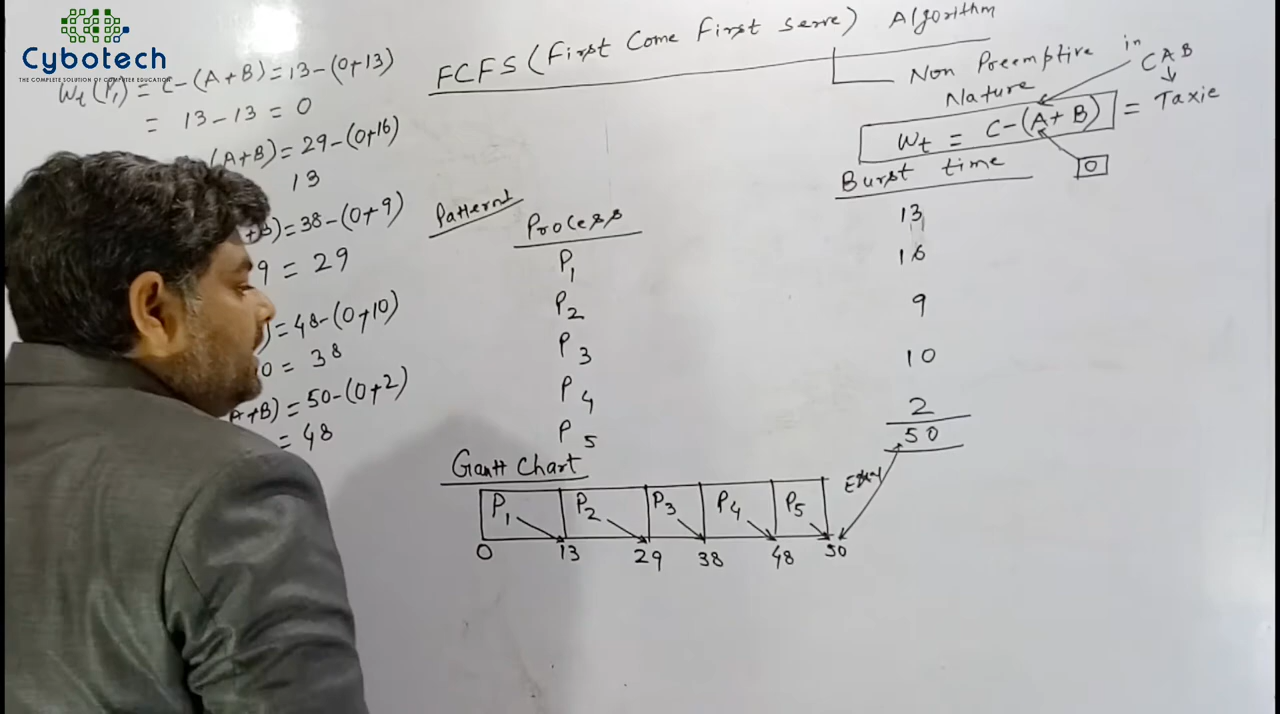 Cybotech
THE COMPLETE SOLUTION OF COMPUTER EDUCATION
Wt (P1) = C-(A+B) = 13-(0+13)
= 13-13 = 0
(A+B) = 29-(0+16)
13
+B) = 38-(0+9)
9 = 29
) = 48-(0+10)
10 = 38
A+B) = 50-(0+2)
= 48
FCFS (First Come First Serve) Algorithm
Non Preemptive in CAB
Nature
Wt = C-(A+B) = Taxie
0
Patternt Process Burst time
P1 13
P2 16
P3 9
P4 10
P5 2
50
Gantt Chart
P1 P2 P3 P4 P5
0 13 29 38 48 50